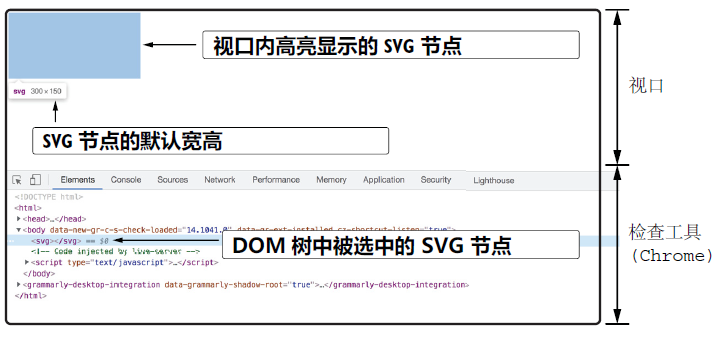 视口内高亮显示的 SVG 节点
svg 300 × 150
SVG 节点的默认宽高
视口
Elements Console Sources Network Performance Memory Application Security Lighthouse
<!DOCTYPE html>
<html>
<head>…</head>
<body data-new-gr-c-s-check-loaded="14.1041.0" data-gr-ext-installed cz-shortcut-listen="true">
<svg></svg> == $0
DOM 树中被选中的 SVG 节点
<!-- Code injected by live-server -->
<script type="text/javascript">…</script>
</body>
<grammarly-desktop-integration data-grammarly-shadow-root="true">…</grammarly-desktop-integration>
</html>
检查工具
(Chrome)